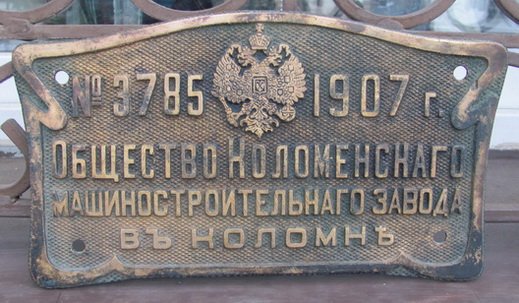 № 3785 1907 г.
Общество Коломенскаго
машиностроительнаго завода
въ Коломнѣ